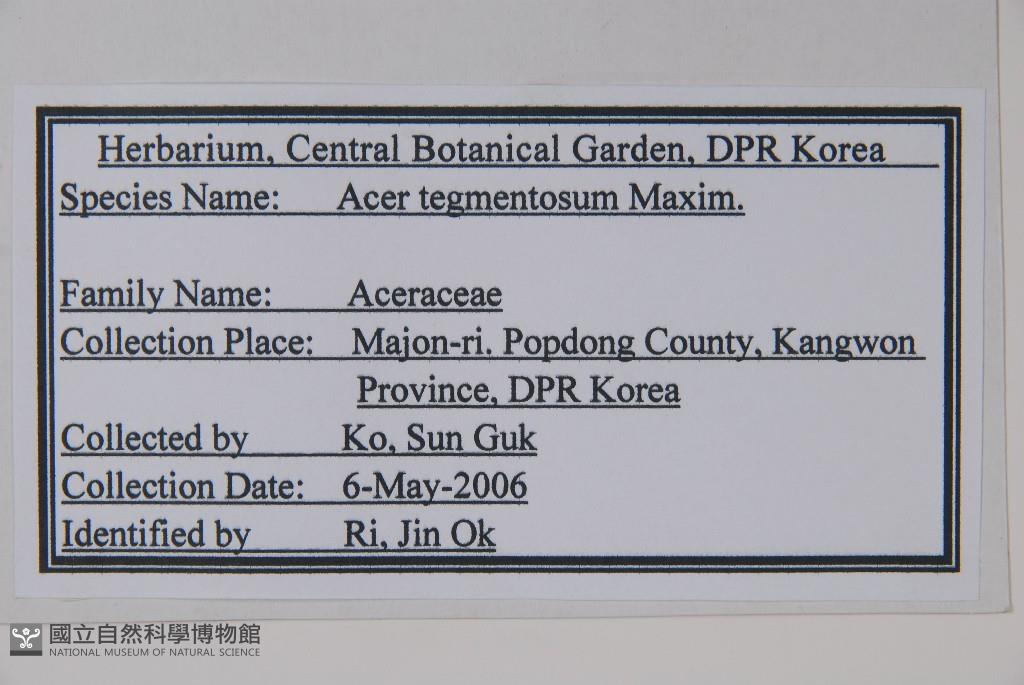 Herbarium, Central Botanical Garden, DPR Korea
Species Name: Acer tegmentosum Maxim.
Family Name: Aceraceae
Collection Place: Majon-ri. Popdong County, Kangwon
Province, DPR Korea
Collected by Ko, Sun Guk
Collection Date: 6-May-2006
Identified by Ri, Jin Ok
國立自然科學博物館
NATIONAL MUSEUM OF NATURAL SCIENCE